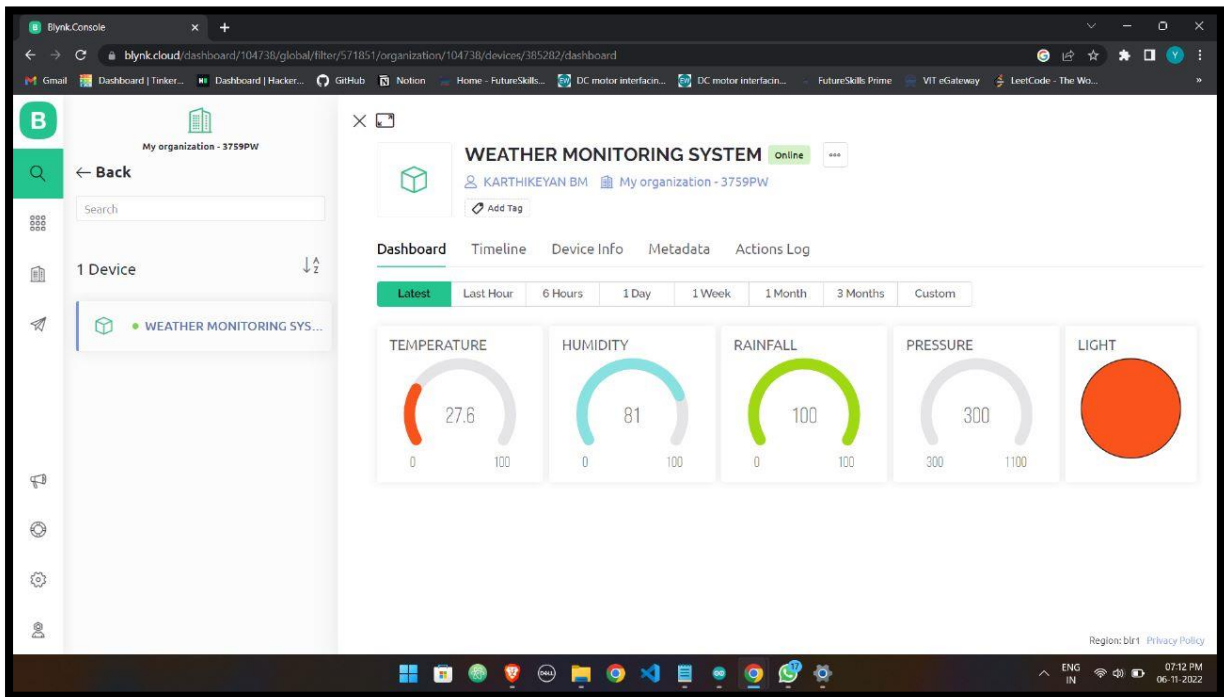 Blynk.Console
blynk.cloud/dashboard/104738/global/filter/571851/organization/104738/devices/385282/dashboard
Y
Gmail
Dashboard | Tinker...
Dashboard | Hacker...
GitHub
Notion
Home - FutureSkills...
DC motor interfacin...
DC motor interfacin...
FutureSkills Prime
VIT eGateway
LeetCode - The Wo...
»
B
My organization - 3759PW
← Back
Search
1 Device
A
Z
WEATHER MONITORING SYS...
WEATHER MONITORING SYSTEM Online
KARTHIKEYAN BM My organization - 3759PW
Add Tag
Dashboard Timeline Device Info Metadata Actions Log
Latest Last Hour 6 Hours 1 Day 1 Week 1 Month 3 Months Custom
TEMPERATURE
27.6
0 100
HUMIDITY
81
0 100
RAINFALL
100
0 100
PRESSURE
300
300 1100
LIGHT
Region: blr1 Privacy Policy
DELL
ENG
IN
07:12 PM
06-11-2022